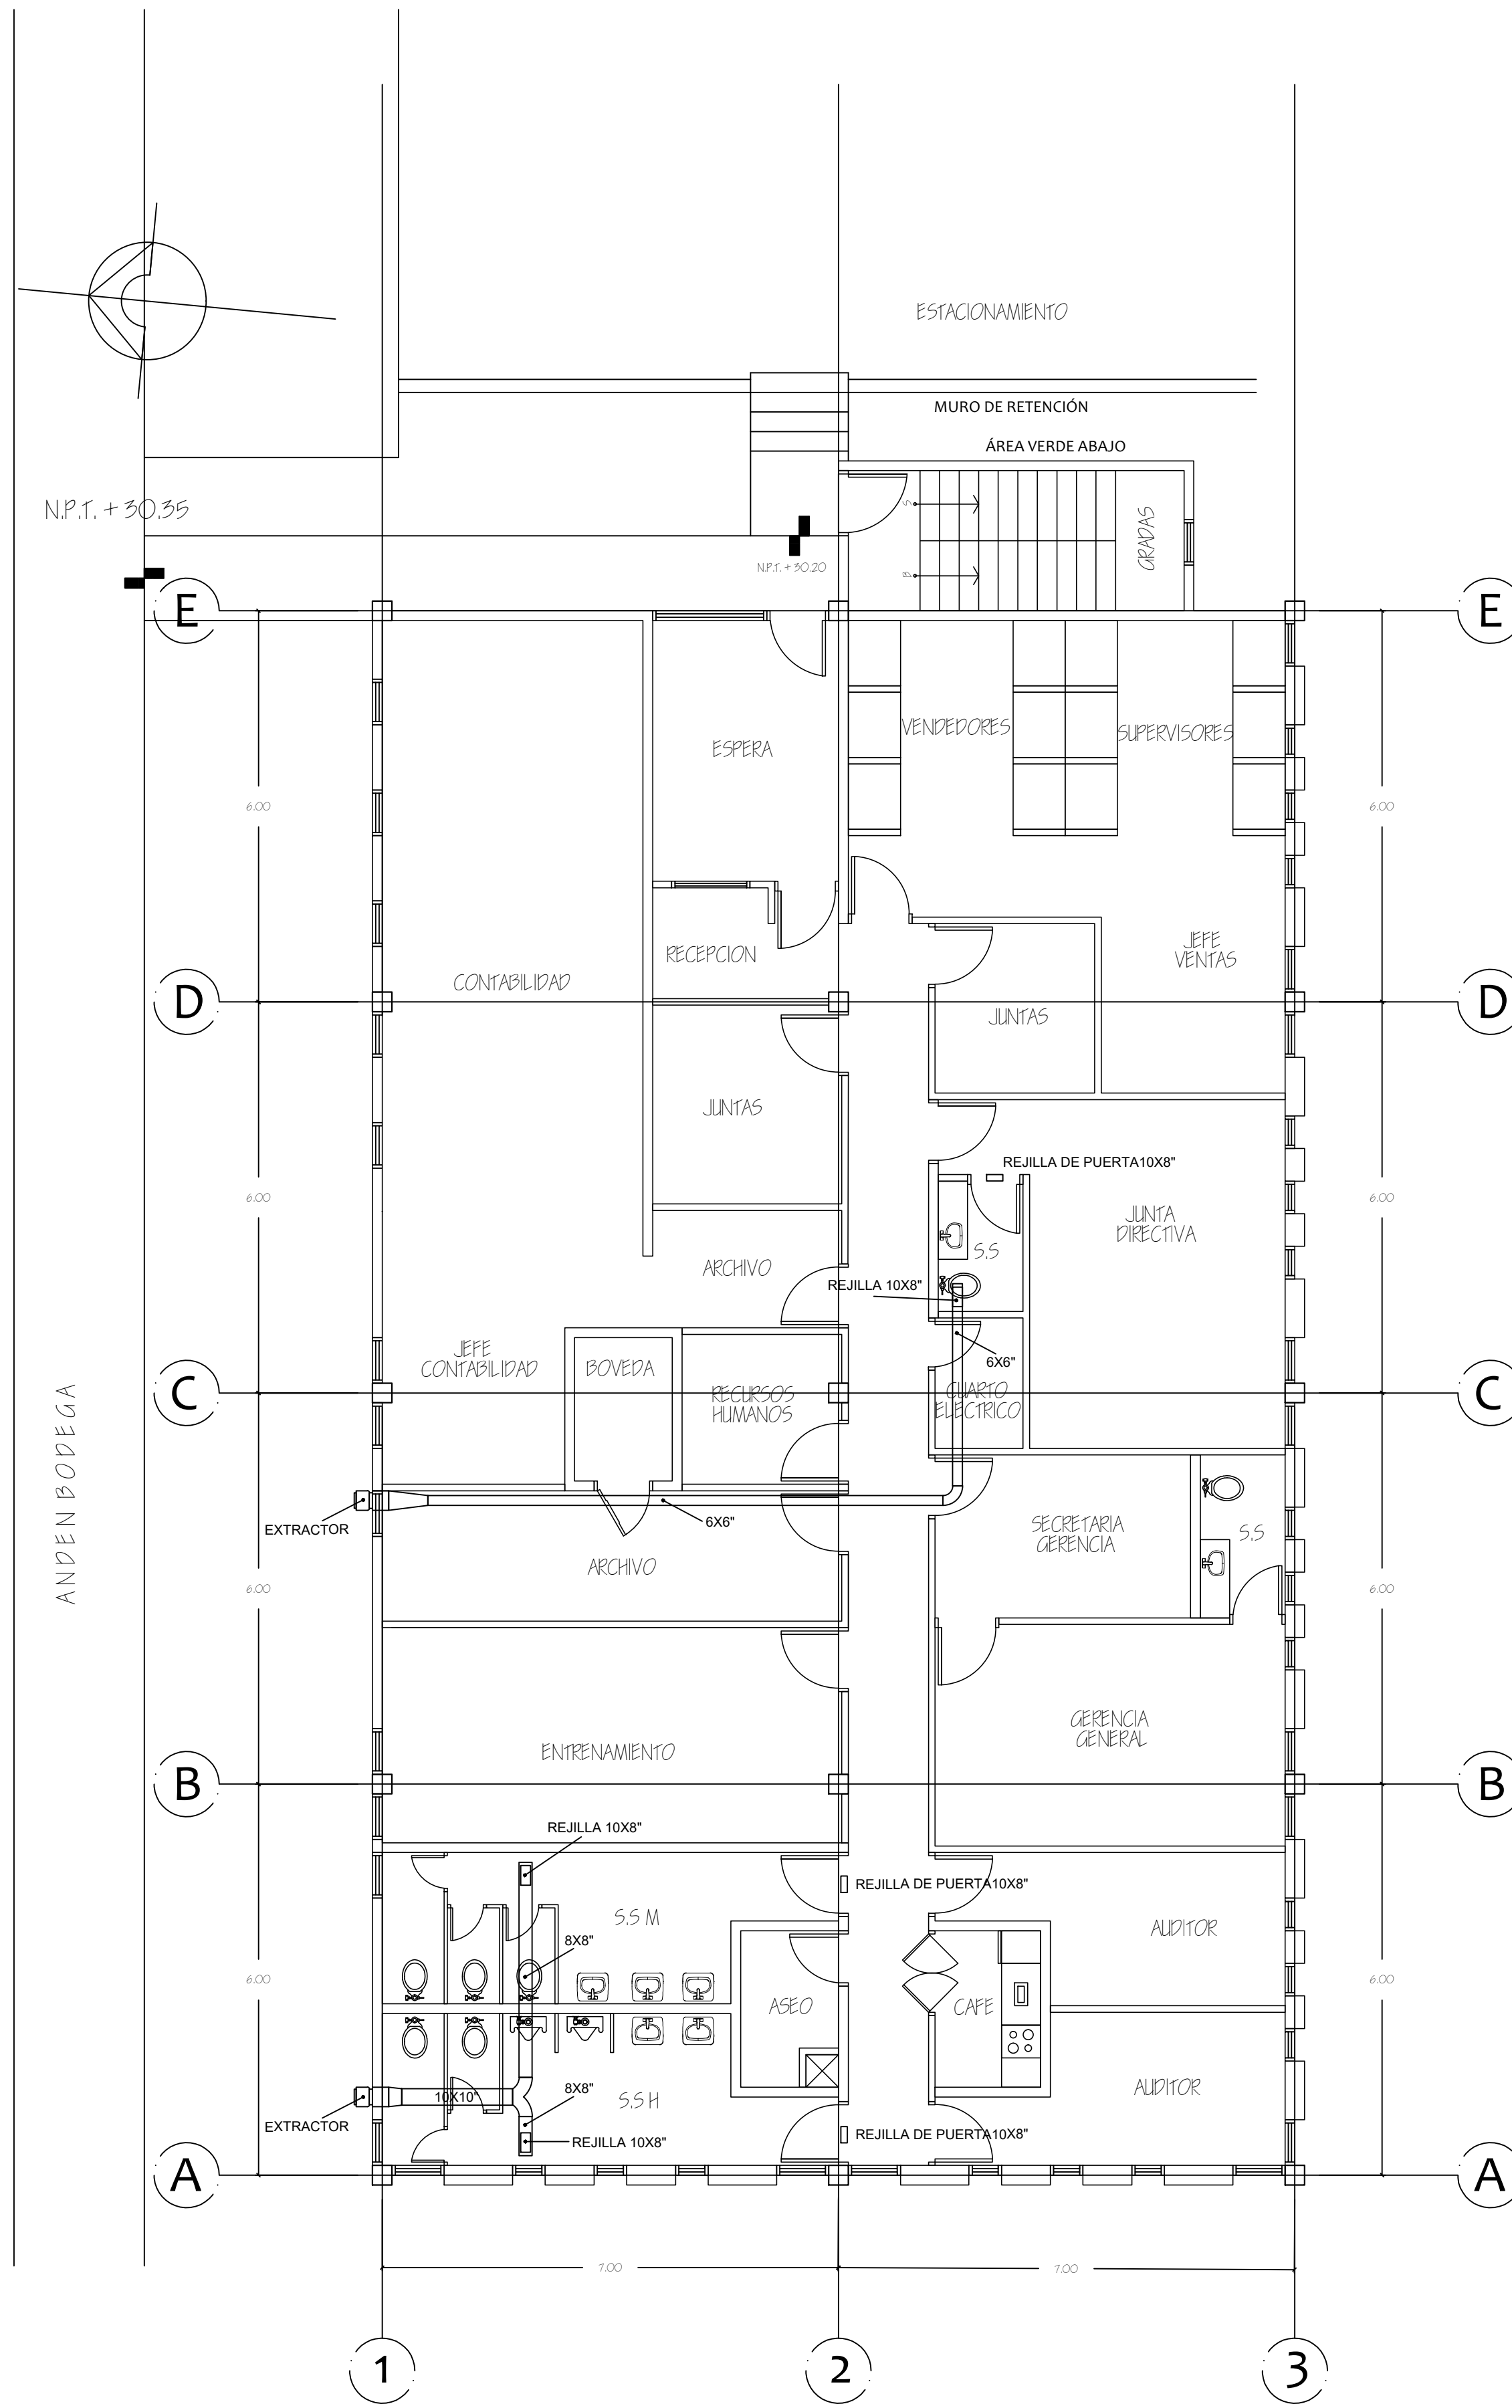 ESTACIONAMIENTO
MURO DE RETENCIÓN
ÁREA VERDE ABAJO
N.P.T. + 30.35
S
GRADAS
N.P.T. + 30.20
B
E
E
VENDEDORES
SUPERVISORES
ESPERA
6.00
6.00
RECEPCION
JEFE
VENTAS
CONTABILIDAD
D
D
JUNTAS
JUNTAS
REJILLA DE PUERTA10X8"
6.00
6.00
JUNTA
DIRECTIVA
S.S
ARCHIVO
REJILLA 10X8"
JEFE
CONTABILIDAD
BOVEDA
6X6"
C
C
RECURSOS
HUMANOS
CUARTO
ELECTRICO
ANDEN BODEGA
EXTRACTOR
6X6"
SECRETARIA
GERENCIA
S.S
ARCHIVO
6.00
6.00
GERENCIA
GENERAL
ENTRENAMIENTO
B
B
REJILLA 10X8"
REJILLA DE PUERTA10X8"
S.S M
AUDITOR
8X8"
6.00
6.00
ASEO
CAFE
10X10"
8X8"
S.S H
AUDITOR
EXTRACTOR
REJILLA DE PUERTA10X8"
REJILLA 10X8"
A
A
7.00
7.00
1
2
3